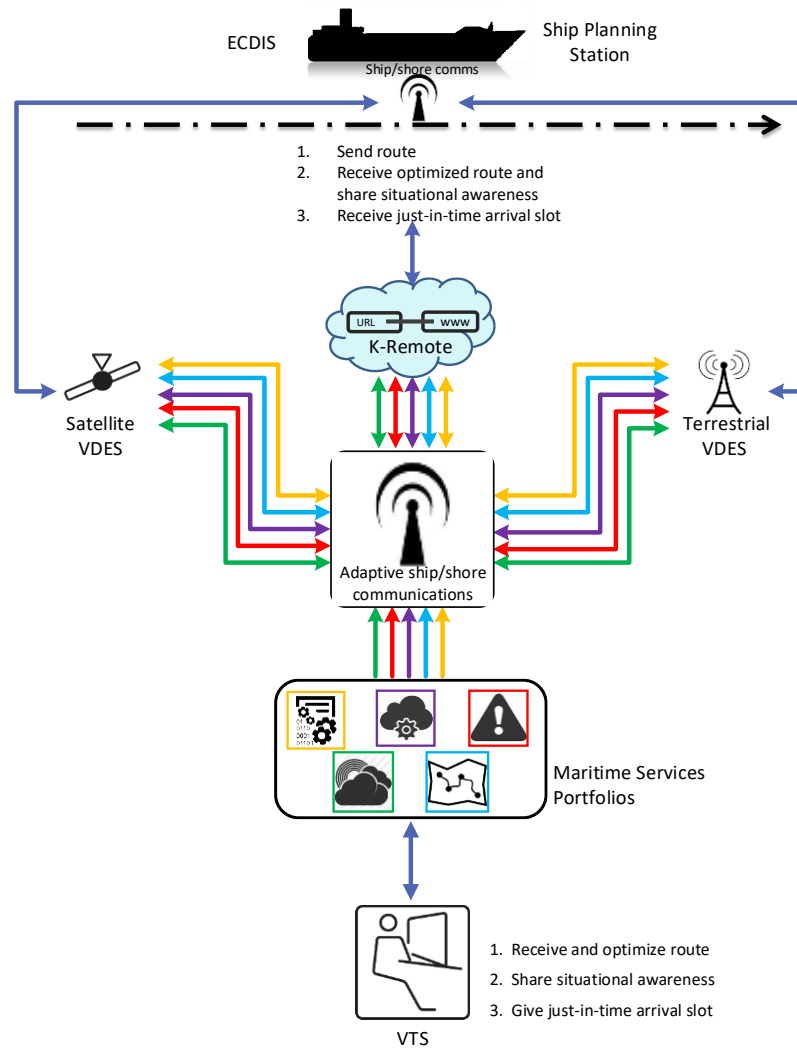 ECDIS
Ship Planning
Station
Ship/shore comms
1. Send route
2. Receive optimized route and
share situational awareness
3. Receive just-in-time arrival slot
URL
www
K-Remote
Satellite
VDES
Terrestrial
VDES
Adaptive ship/shore
communications
Maritime Services
Portfolios
1. Receive and optimize route
2. Share situational awareness
3. Give just-in-time arrival slot
VTS